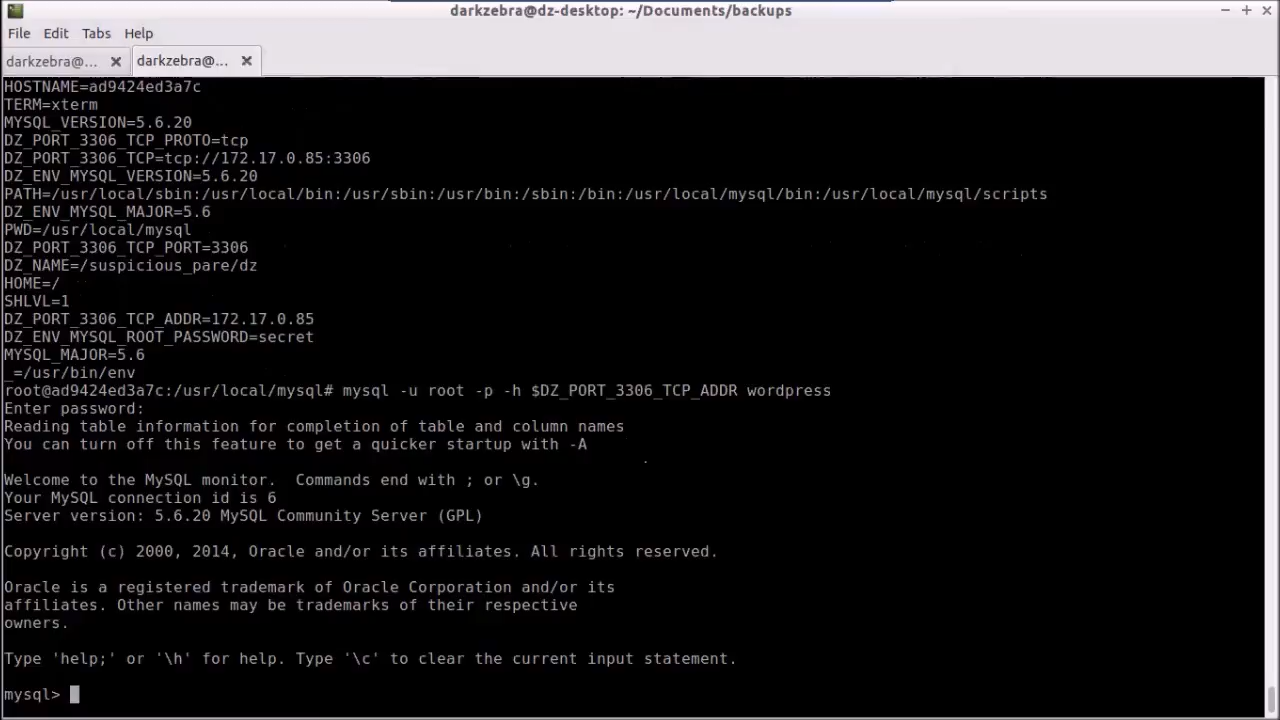 darkzebra@dz-desktop: ~/Documents/backups
File Edit Tabs Help
darkzebra@... darkzebra@...
HOSTNAME=ad9424ed3a7c
TERM=xterm
MYSQL_VERSION=5.6.20
DZ_PORT_3306_TCP_PROTO=tcp
DZ_PORT_3306_TCP=tcp://172.17.0.85:3306
DZ_ENV_MYSQL_VERSION=5.6.20
PATH=/usr/local/sbin:/usr/local/bin:/usr/sbin:/usr/bin:/sbin:/bin:/usr/local/mysql/bin:/usr/local/mysql/scripts
DZ_ENV_MYSQL_MAJOR=5.6
PWD=/usr/local/mysql
DZ_PORT_3306_TCP_PORT=3306
DZ_NAME=/suspicious_pare/dz
HOME=/
SHLVL=1
DZ_PORT_3306_TCP_ADDR=172.17.0.85
DZ_ENV_MYSQL_ROOT_PASSWORD=secret
MYSQL_MAJOR=5.6
_=/usr/bin/env
root@ad9424ed3a7c:/usr/local/mysql# mysql -u root -p -h $DZ_PORT_3306_TCP_ADDR wordpress
Enter password:
Reading table information for completion of table and column names
You can turn off this feature to get a quicker startup with -A
Welcome to the MySQL monitor.  Commands end with ; or \g.
Your MySQL connection id is 6
Server version: 5.6.20 MySQL Community Server (GPL)
Copyright (c) 2000, 2014, Oracle and/or its affiliates. All rights reserved.
Oracle is a registered trademark of Oracle Corporation and/or its
affiliates. Other names may be trademarks of their respective
owners.
Type 'help;' or '\h' for help. Type '\c' to clear the current input statement.
mysql>